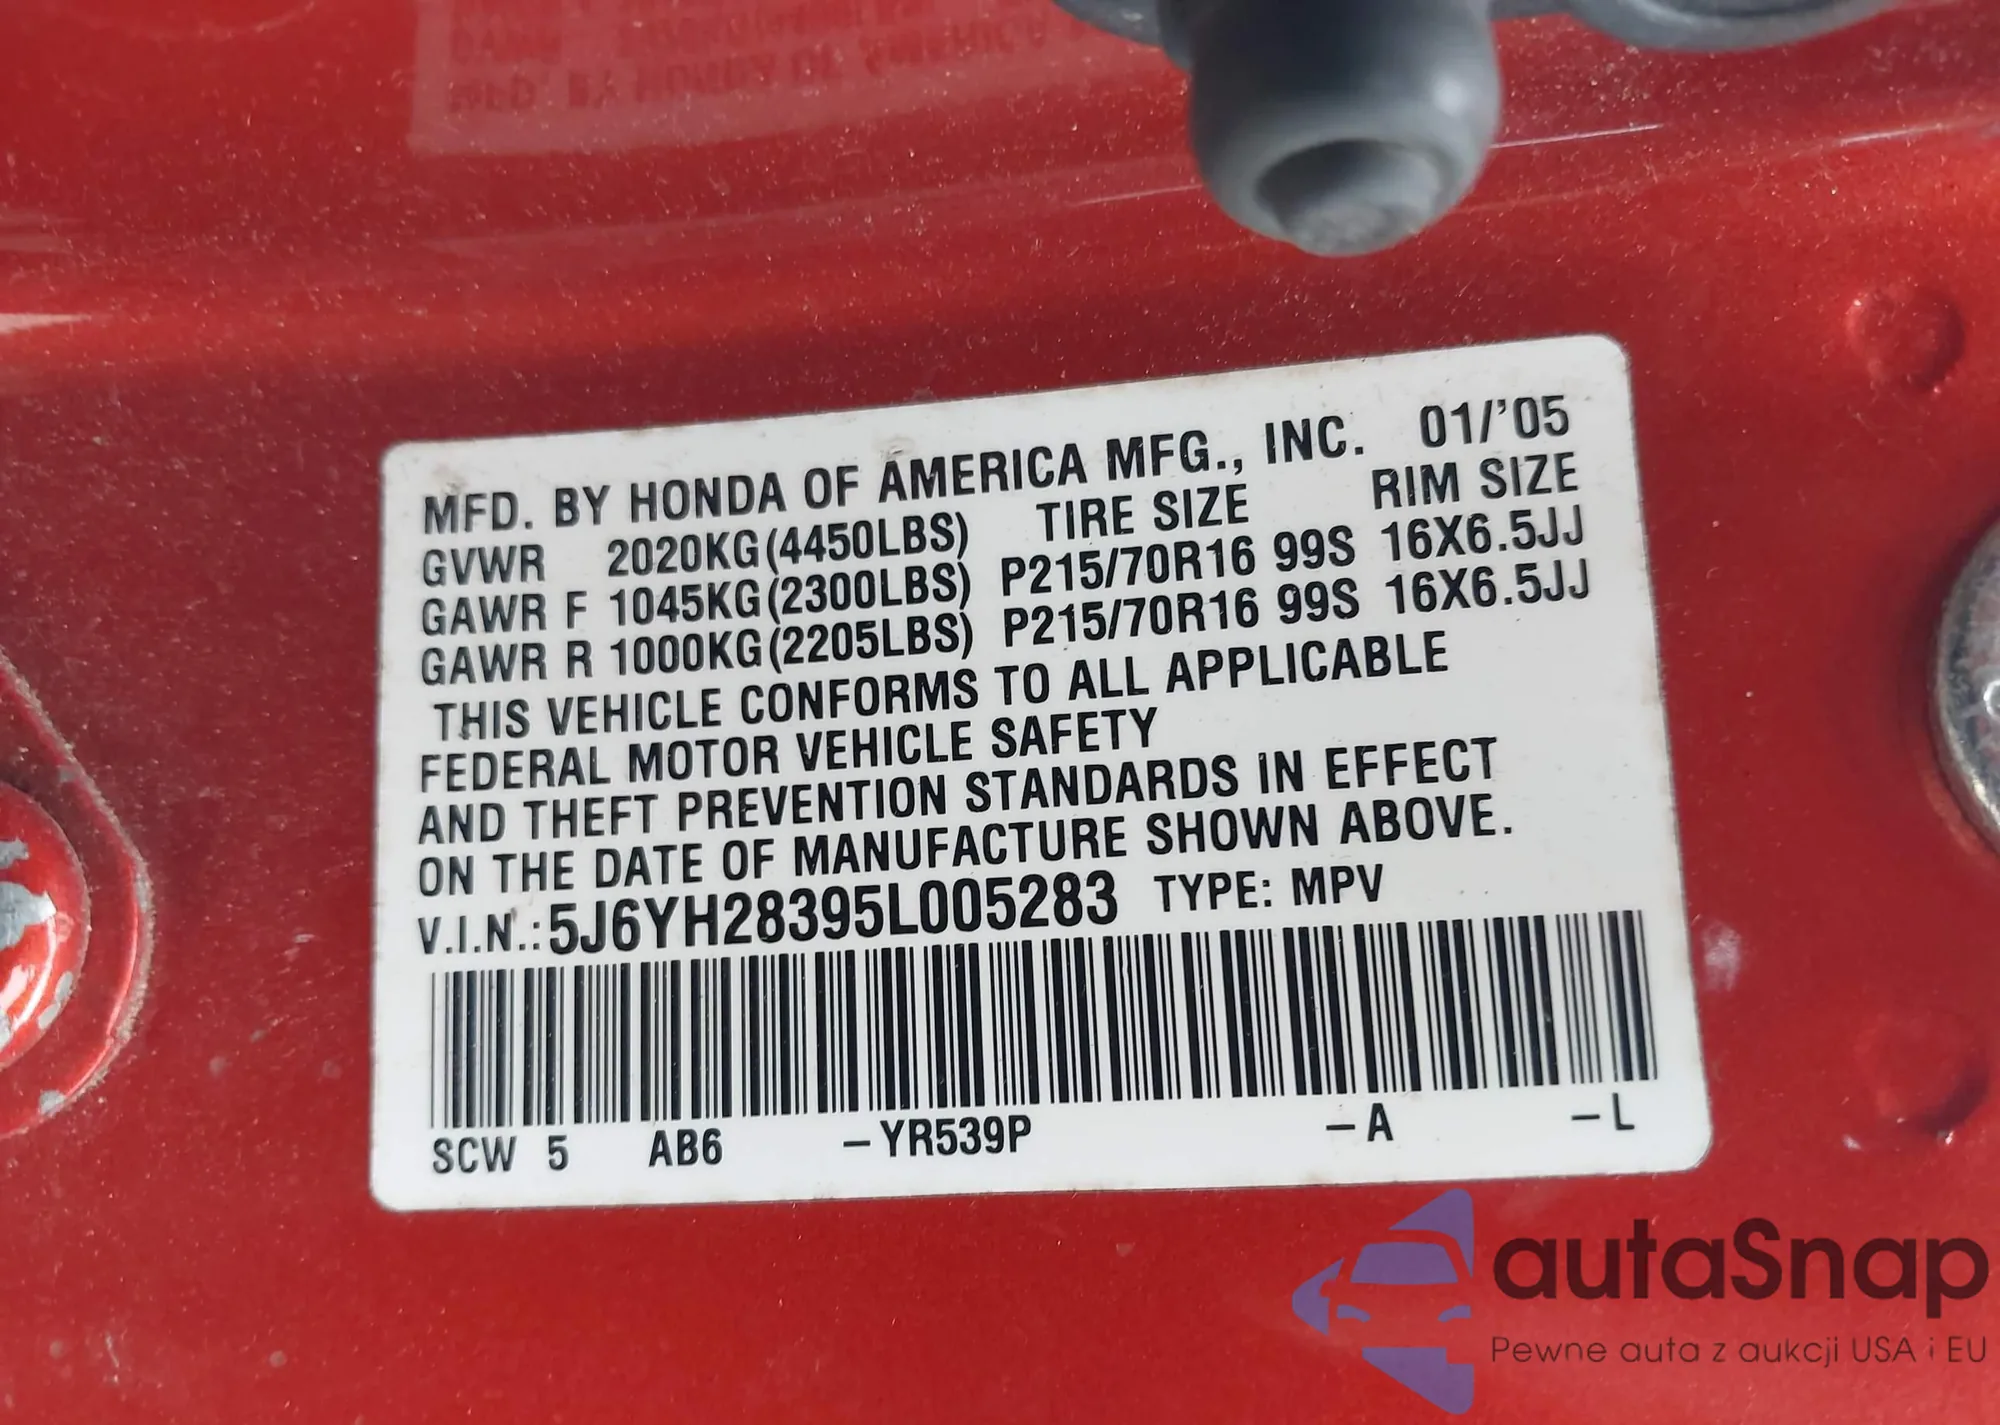 MFD. BY HONDA OF AMERICA MFG., INC. 01/'05
GVWR 2020KG(4450LBS) TIRE SIZE RIM SIZE
GAWR F 1045KG(2300LBS) P215/70R16 99S 16X6.5JJ
GAWR R 1000KG(2205LBS) P215/70R16 99S 16X6.5JJ
THIS VEHICLE CONFORMS TO ALL APPLICABLE
FEDERAL MOTOR VEHICLE SAFETY
AND THEFT PREVENTION STANDARDS IN EFFECT
ON THE DATE OF MANUFACTURE SHOWN ABOVE.
V.I.N.: 5J6YH28395L005283 TYPE: MPV
SCW 5 AB6 -YR539P -A -L
autaSnap
Pewne auta z aukcji USA i EU